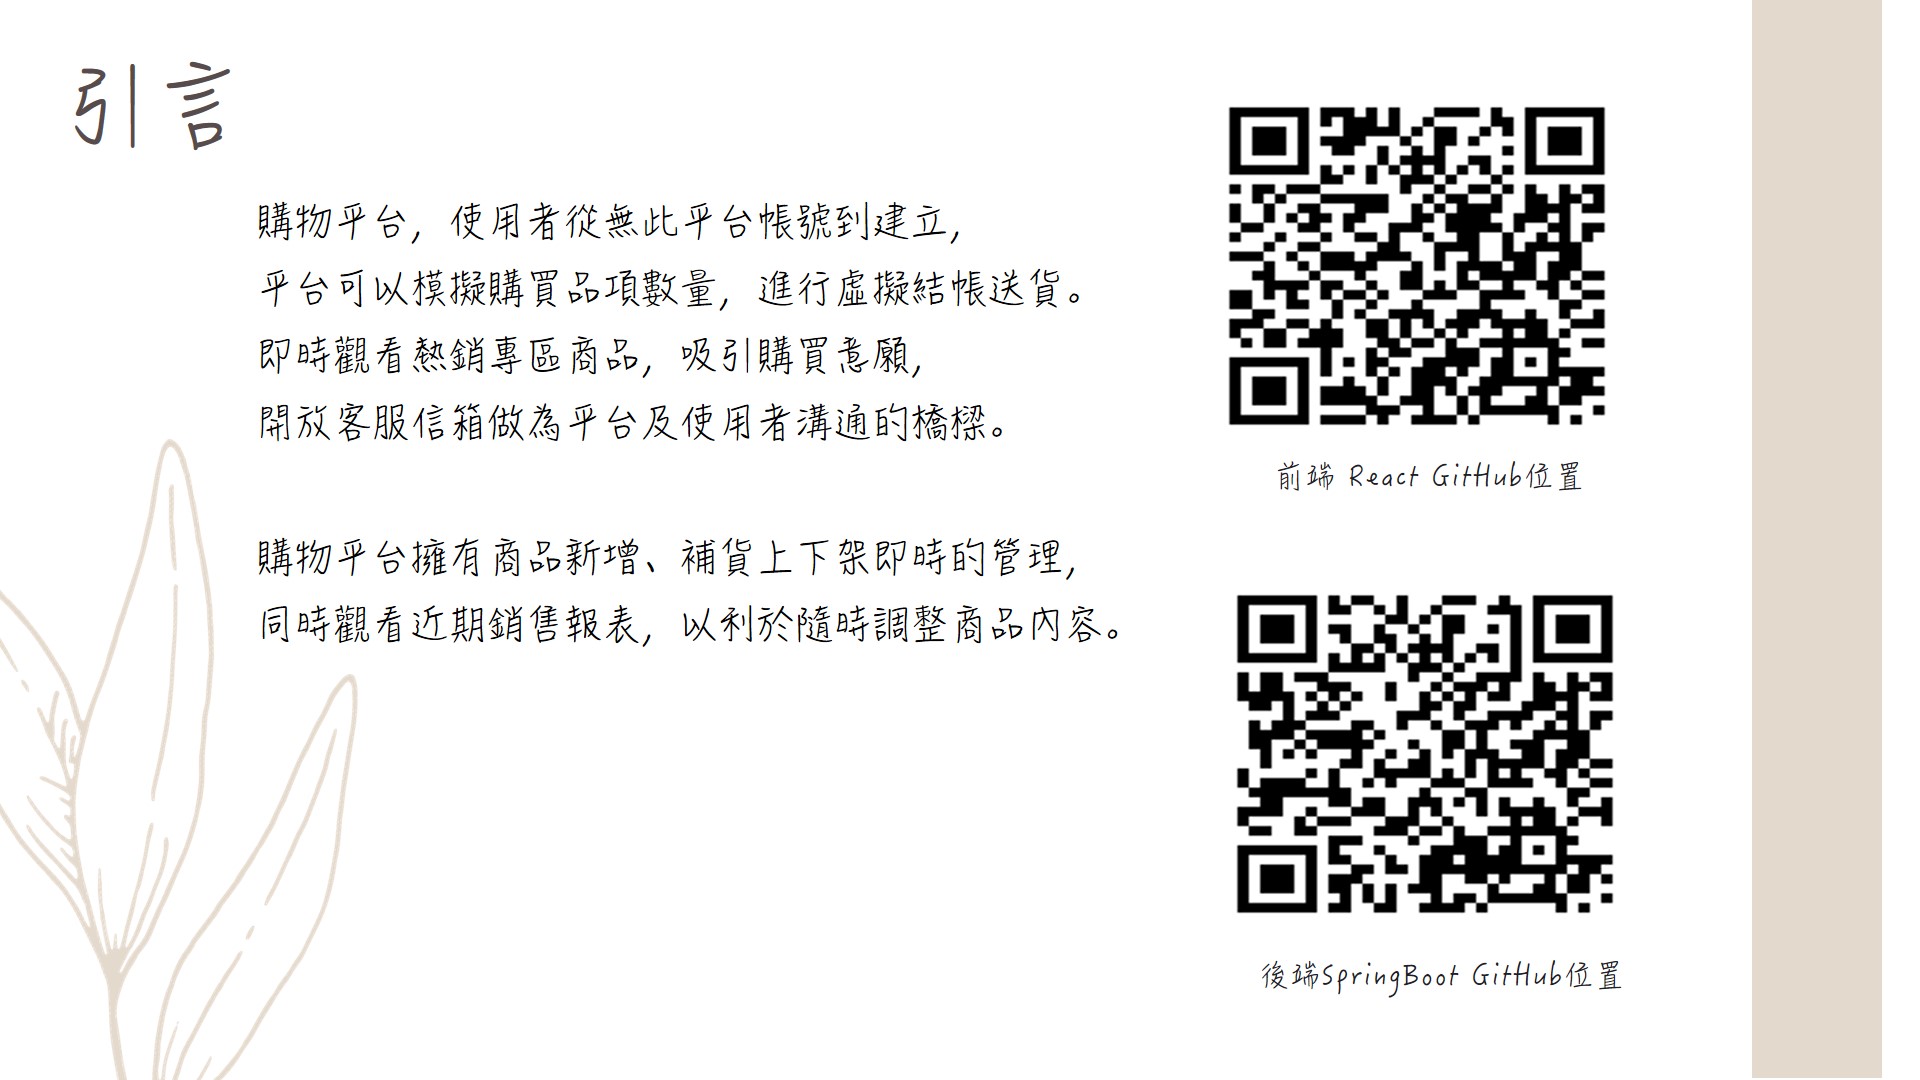 引言
購物平台，使用者從無此平台帳號到建立，
平台可以模擬購買品項數量，進行虛擬結帳送貨。
即時觀看熱銷專區商品，吸引購買意願，
開放客服信箱做為平台及使用者溝通的橋樑。
購物平台擁有商品新增、補貨上下架即時的管理，
同時觀看近期銷售報表，以利於隨時調整商品內容。
前端 React GitHub位置
後端SpringBoot GitHub位置